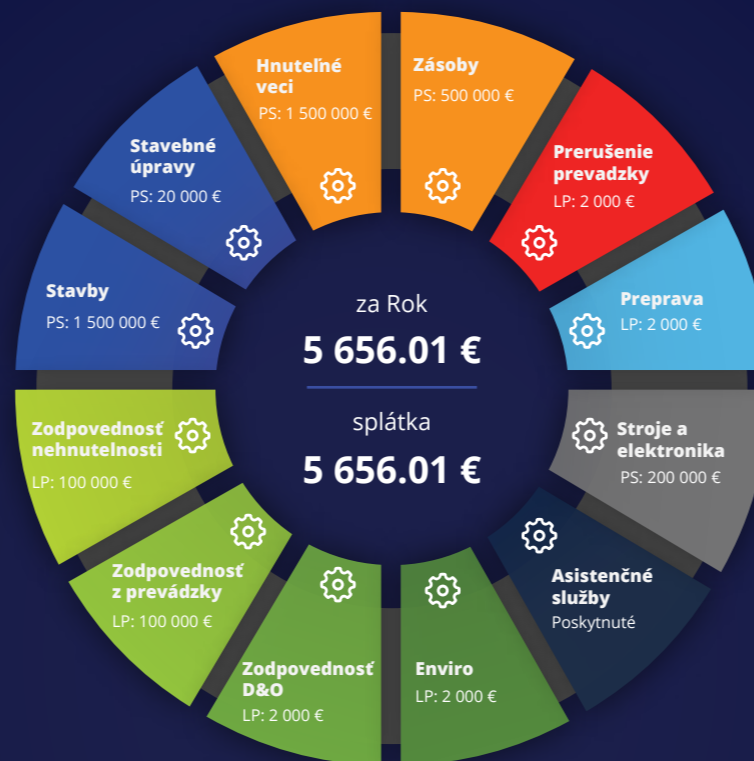 Hnuteľné
veci
PS: 1 500 000 €
Zásoby
PS: 500 000 €
Prerušenie
prevadzky
LP: 2 000 €
Preprava
LP: 2 000 €
Stroje a
elektronika
PS: 200 000 €
Asistenčné
služby
Poskytnuté
Enviro
LP: 2 000 €
Zodpovednosť
D&O
LP: 2 000 €
Zodpovednosť
z prevádzky
LP: 100 000 €
Zodpovednosť
nehnutelnosti
LP: 100 000 €
Stavby
PS: 1 500 000 €
Stavebné
úpravy
PS: 20 000 €
za Rok
5 656.01 €
splátka
5 656.01 €